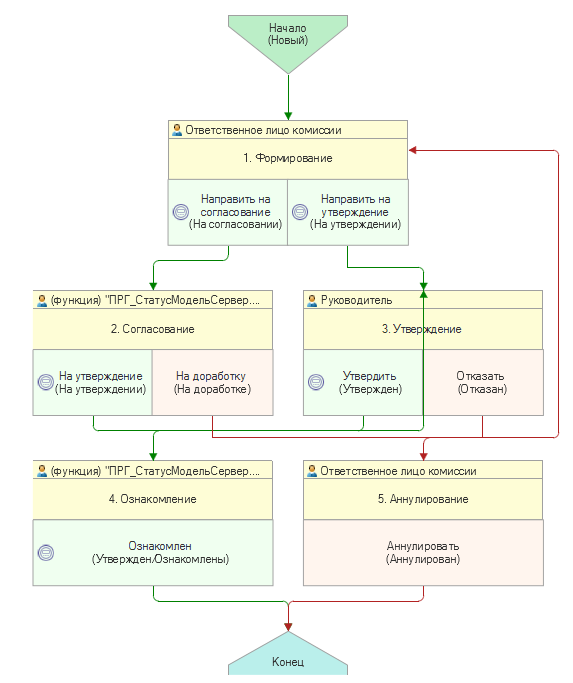 Начало
(Новый)
Ответственное лицо комиссии
1. Формирование
Направить на
согласование
(На согласовании)
Направить на
утверждение
(На утверждении)
(функция) "ПРГ_СтатусМодельСервер....
2. Согласование
На утверждение
(На утверждении)
На доработку
(На доработке)
Руководитель
3. Утверждение
Утвердить
(Утвержден)
Отказать
(Отказан)
(функция) "ПРГ_СтатусМодельСервер....
4. Ознакомление
Ознакомлен
(Утвержден/Ознакомлены)
Ответственное лицо комиссии
5. Аннулирование
Аннулировать
(Аннулирован)
Конец